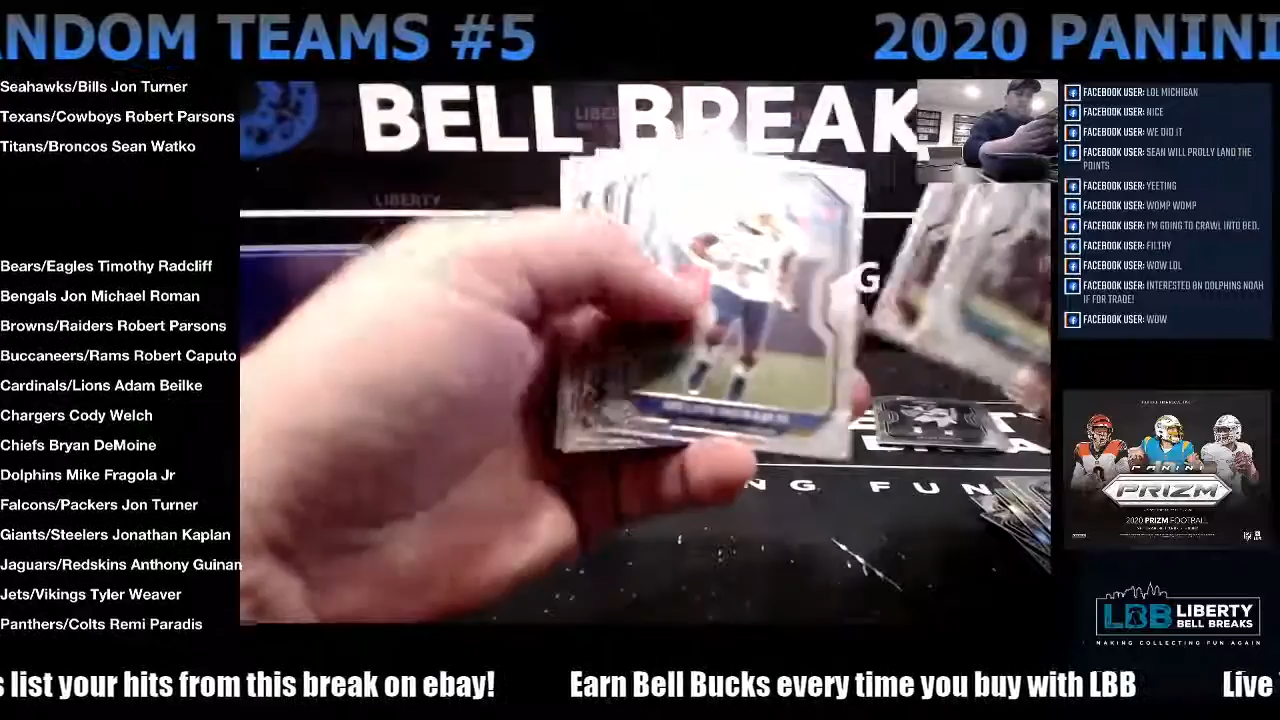 NDOM TEAMS #5
2020 PANINI
Seahawks/Bills Jon Turner
Texans/Cowboys Robert Parsons
Titans/Broncos Sean Watko
Bears/Eagles Timothy Radcliff
Bengals Jon Michael Roman
Browns/Raiders Robert Parsons
Buccaneers/Rams Robert Caputo
Cardinals/Lions Adam Beilke
Chargers Cody Welch
Chiefs Bryan DeMoine
Dolphins Mike Fragola Jr
Falcons/Packers Jon Turner
Giants/Steelers Jonathan Kaplan
Jaguars/Redskins Anthony Guinan
Jets/Vikings Tyler Weaver
Panthers/Colts Remi Paradis
BELL BREAK
LIBERTY
LIBERTY
G
NG FUN
FACEBOOK USER: LOL MICHIGAN
FACEBOOK USER: NICE
FACEBOOK USER: WE DID IT
FACEBOOK USER: SEAN WILL PROLLY LAND THE
POINTS
FACEBOOK USER: YEETING
FACEBOOK USER: WOMP WOMP
FACEBOOK USER: I'M GOING TO CRAWL INTO BED.
FACEBOOK USER: FILTHY
FACEBOOK USER: WOW LOL
FACEBOOK USER: INTERESTED ON DOLPHINS NOAH
IF FOR TRADE!
FACEBOOK USER: WOW
PANINI
PRIZM
2020 PRIZM FOOTBALL
LBB LIBERTY
BELL BREAKS
MAKING COLLECTING FUN AGAIN
s list your hits from this break on ebay!
Earn Bell Bucks every time you buy with LBB
Live